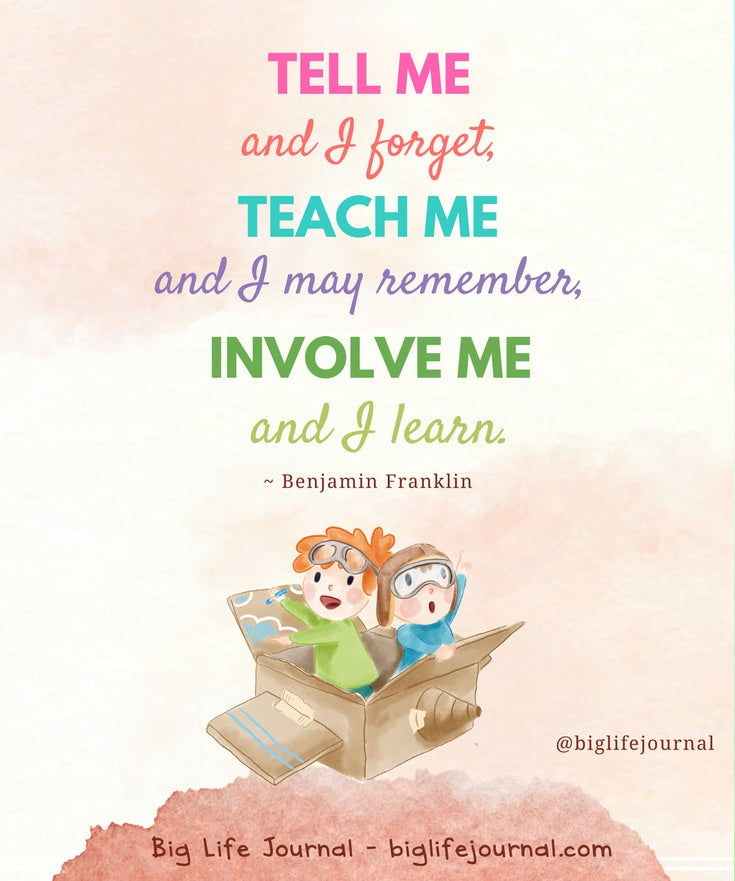 TELL ME
and I forget,
TEACH ME
and I may remember,
INVOLVE ME
and I learn.
~ Benjamin Franklin
@biglifejournal
Big Life Journal - biglifejournal.com